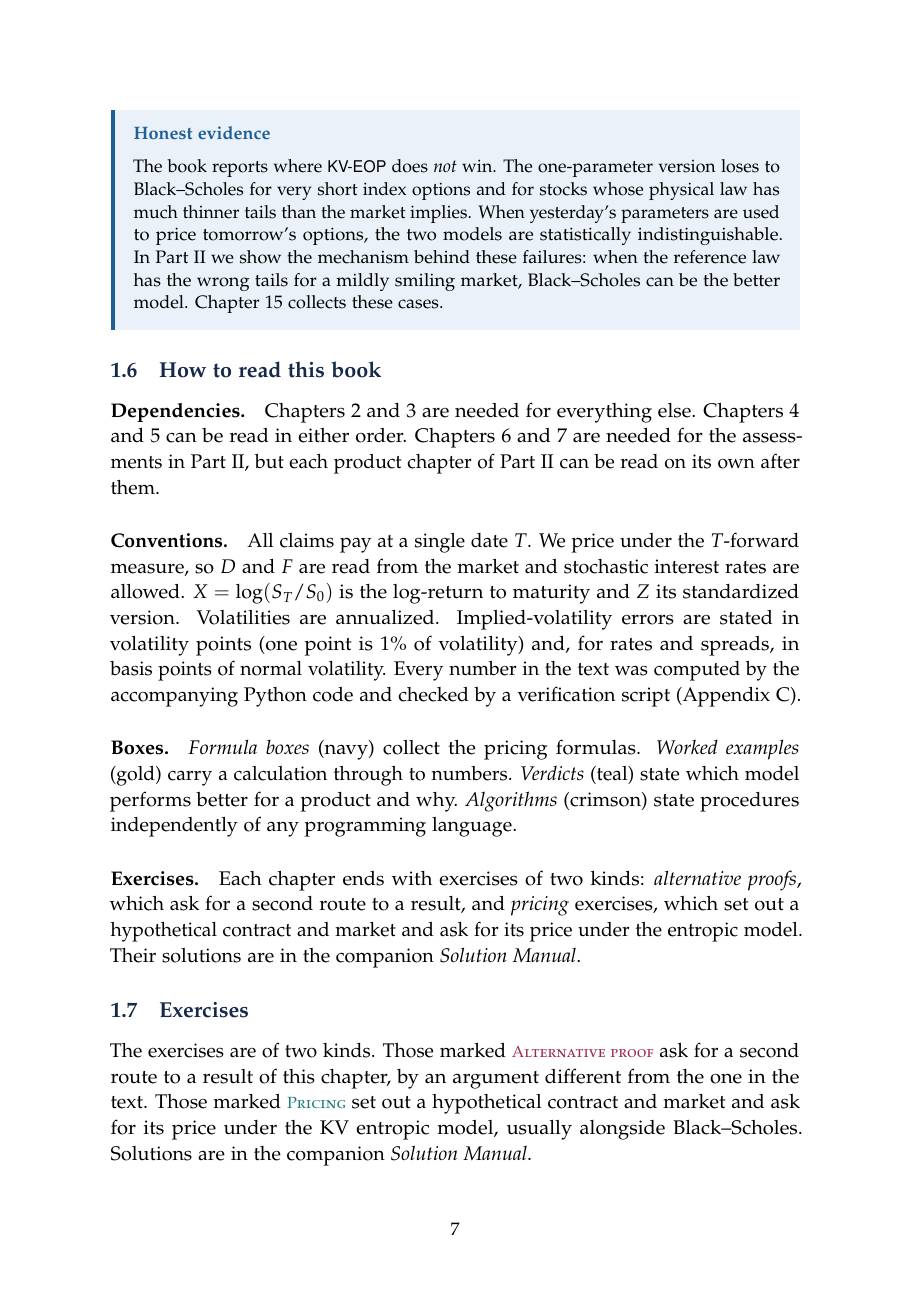 Honest evidence
The book reports where KV-EOP does not win. The one-parameter version loses to
Black–Scholes for very short index options and for stocks whose physical law has
much thinner tails than the market implies. When yesterday's parameters are used
to price tomorrow's options, the two models are statistically indistinguishable.
In Part II we show the mechanism behind these failures: when the reference law
has the wrong tails for a mildly smiling market, Black–Scholes can be the better
model. Chapter 15 collects these cases.
1.6 How to read this book
Dependencies. Chapters 2 and 3 are needed for everything else. Chapters 4
and 5 can be read in either order. Chapters 6 and 7 are needed for the assess-
ments in Part II, but each product chapter of Part II can be read on its own after
them.
Conventions. All claims pay at a single date T. We price under the T-forward
measure, so D and F are read from the market and stochastic interest rates are
allowed. X = log(S_T/S_0) is the log-return to maturity and Z its standardized
version. Volatilities are annualized. Implied-volatility errors are stated in
volatility points (one point is 1% of volatility) and, for rates and spreads, in
basis points of normal volatility. Every number in the text was computed by the
accompanying Python code and checked by a verification script (Appendix C).
Boxes. Formula boxes (navy) collect the pricing formulas. Worked examples
(gold) carry a calculation through to numbers. Verdicts (teal) state which model
performs better for a product and why. Algorithms (crimson) state procedures
independently of any programming language.
Exercises. Each chapter ends with exercises of two kinds: alternative proofs,
which ask for a second route to a result, and pricing exercises, which set out a
hypothetical contract and market and ask for its price under the entropic model.
Their solutions are in the companion Solution Manual.
1.7 Exercises
The exercises are of two kinds. Those marked Alternative proof ask for a second
route to a result of this chapter, by an argument different from the one in the
text. Those marked Pricing set out a hypothetical contract and market and ask
for its price under the KV entropic model, usually alongside Black–Scholes.
Solutions are in the companion Solution Manual.
7